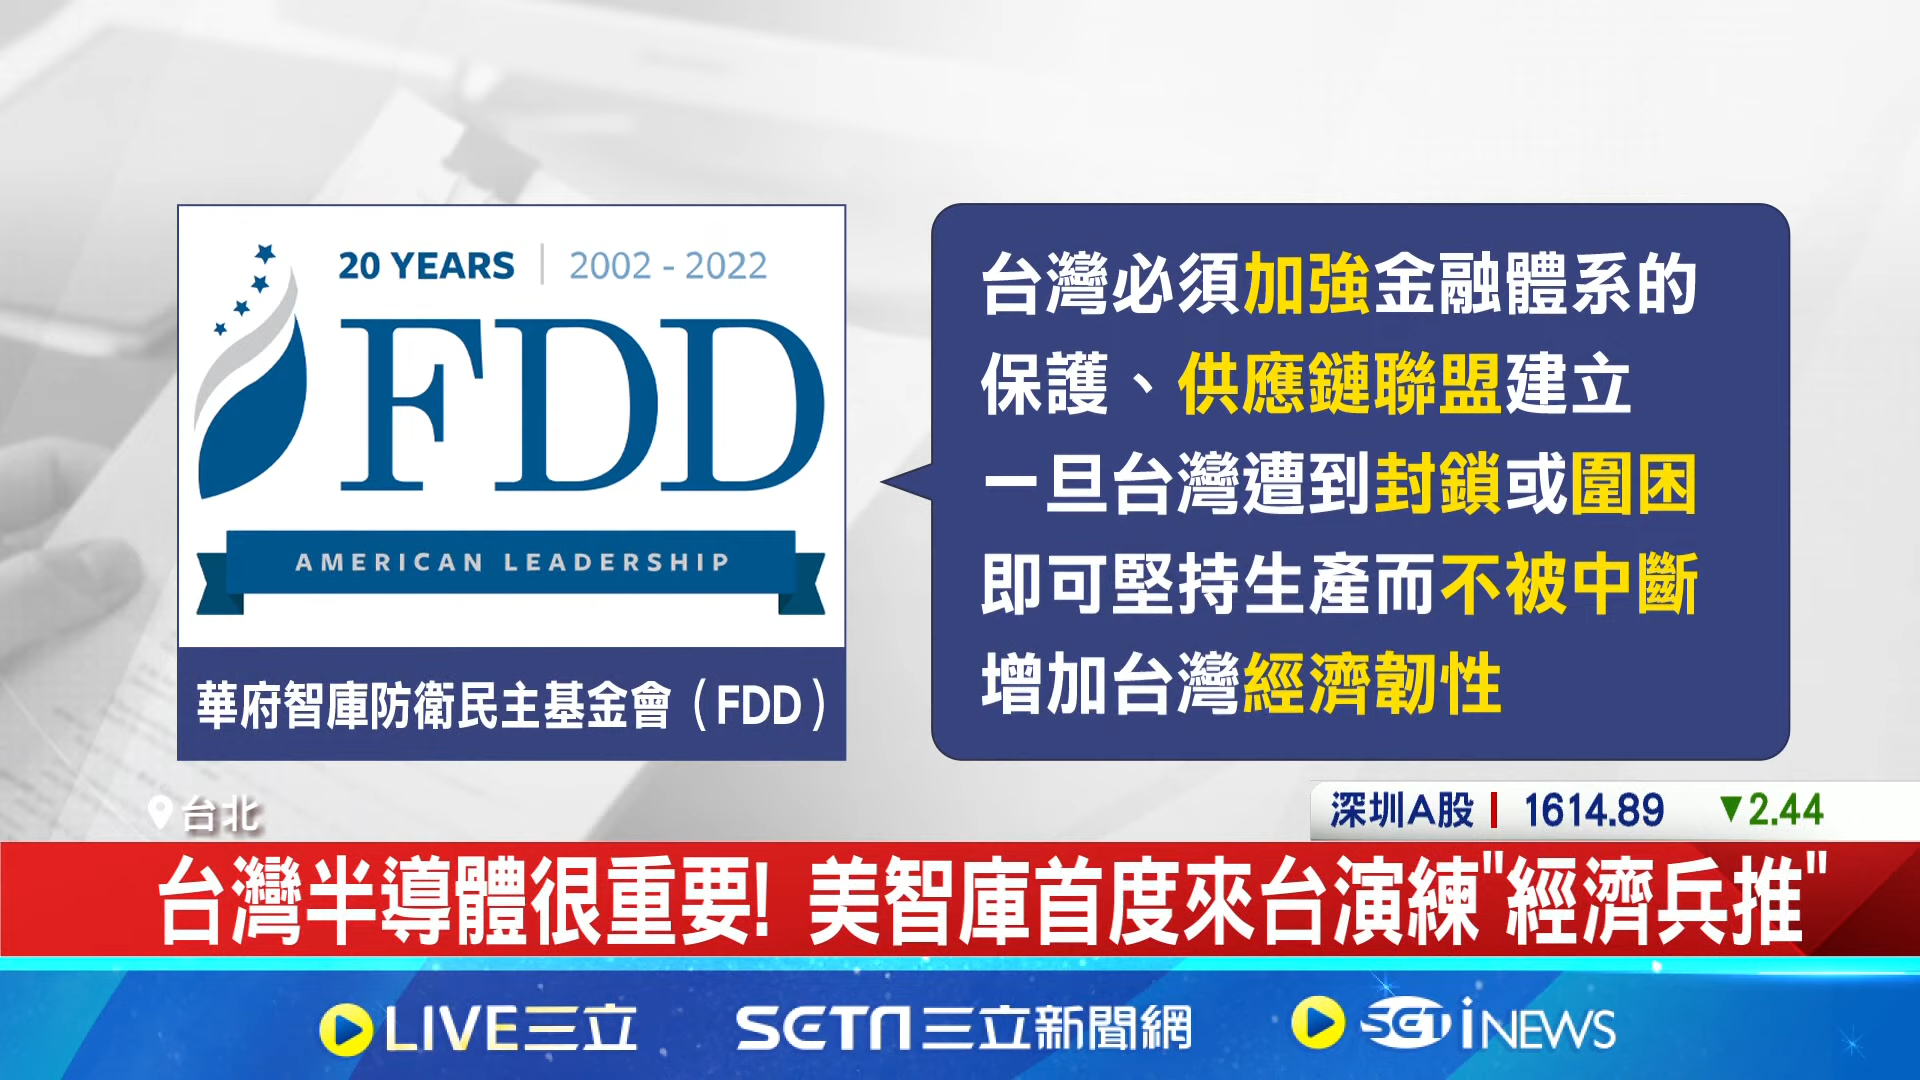 20 YEARS | 2002 - 2022
FDD
AMERICAN LEADERSHIP
華府智庫防衛民主基金會（FDD）
台灣必須加強金融體系的
保護、供應鏈聯盟建立
一旦台灣遭到封鎖或圍困
即可堅持生產而不被中斷
增加台灣經濟韌性
台北
深圳A股 1614.89 ▼2.44
台灣半導體很重要! 美智庫首度來台演練"經濟兵推"
LIVE三立
SETN三立新聞網
SET iNEWS